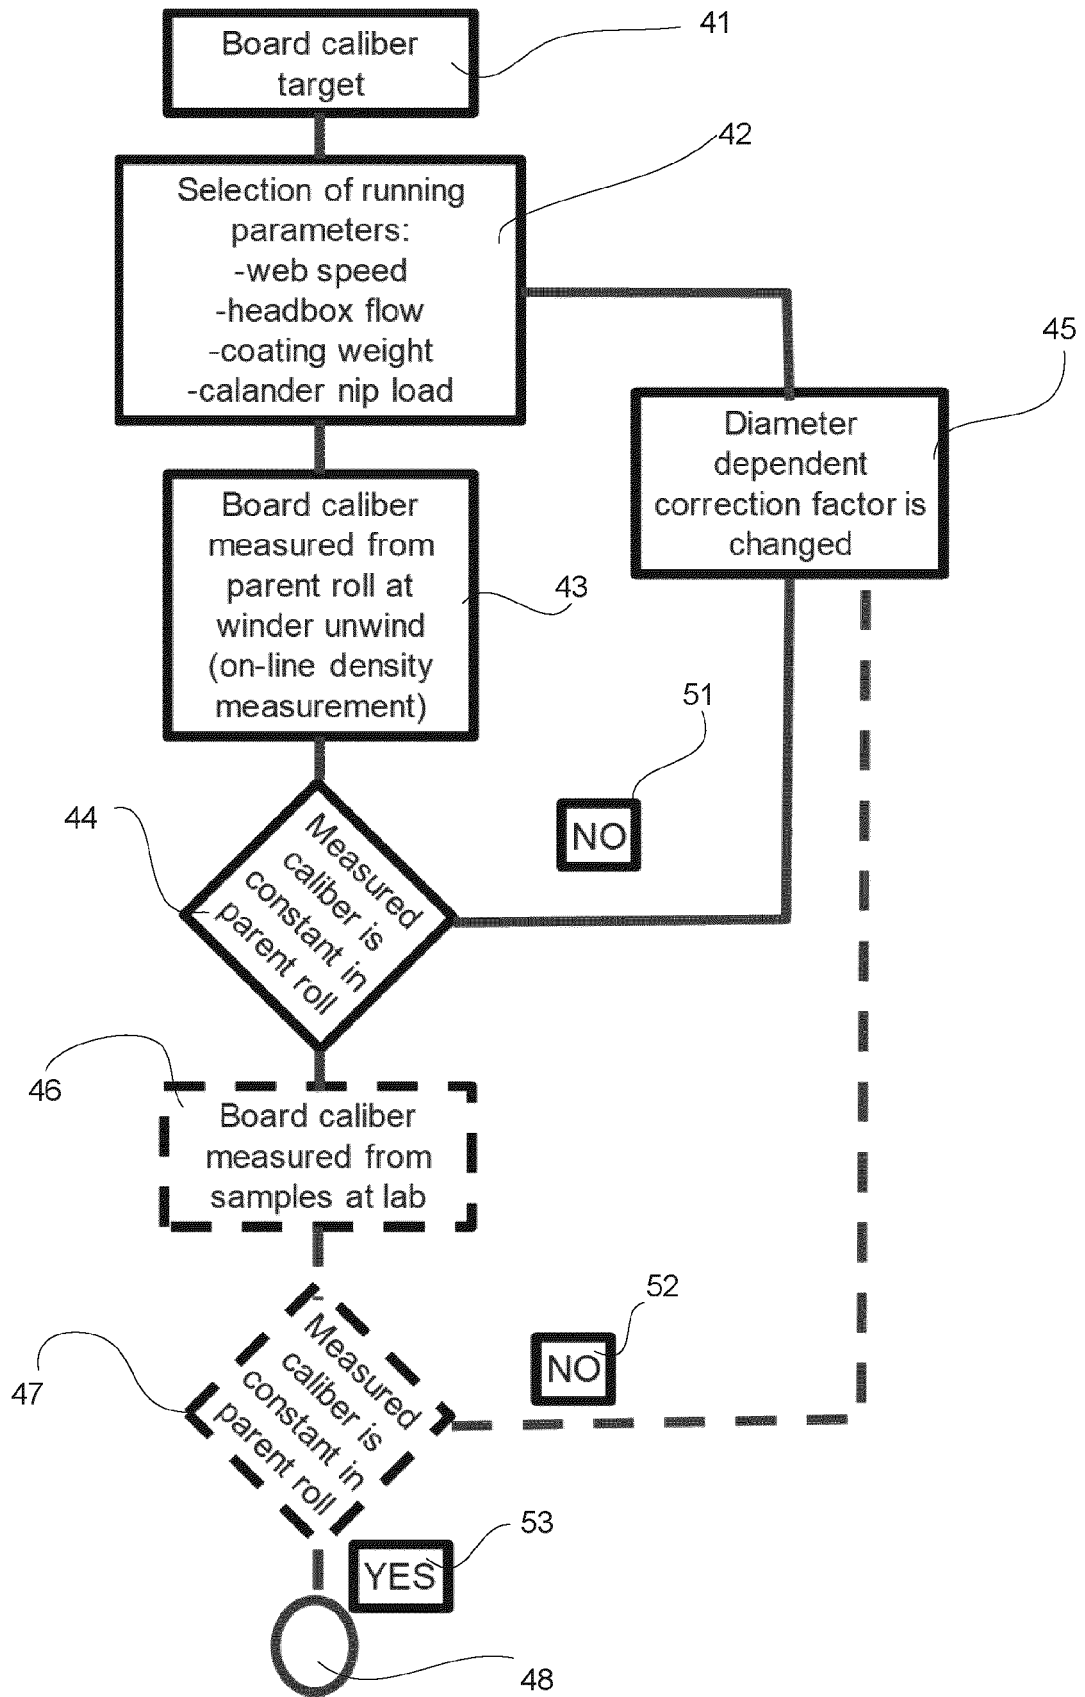 41
Board caliber
target
42
Selection of running
parameters:
-web speed
-headbox flow
-coating weight
-calander nip load
45
Diameter
dependent
correction factor is
changed
Board caliber
measured from
parent roll at
winder unwind
(on-line density
measurement)
43
51
NO
44
Measured
caliber is
constant in
parent roll
46
Board caliber
measured from
samples at lab
52
NO
47
Measured
caliber is
constant in
parent roll
53
YES
48